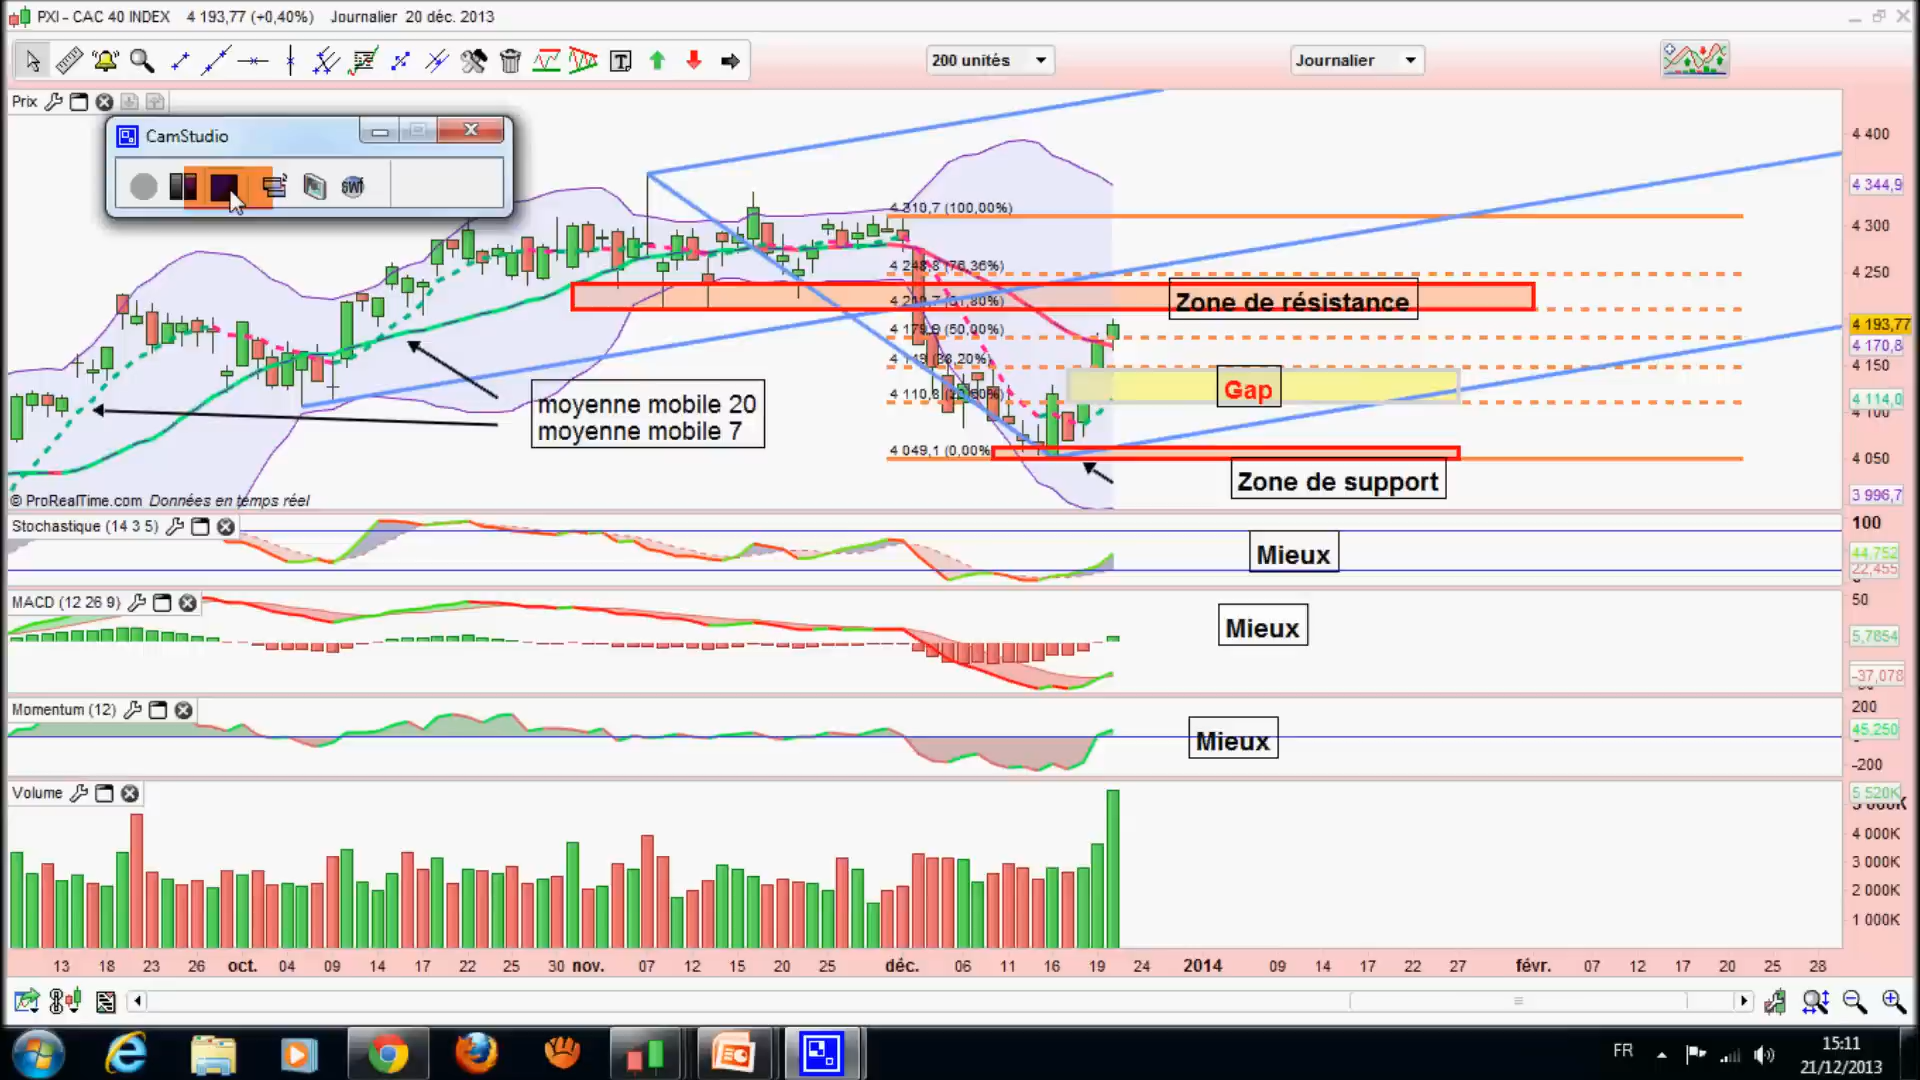 PXI - CAC 40 INDEX 4 193,77 (+0,40%) Journalier 20 déc. 2013
200 unités
Journalier
Prix
CamStudio
SWf
4 400
4 344,9
4 310,7 (100,00%)
4 300
4 248,8 (76,36%)
4 250
Zone de résistance
4 193,77
4 179,9 (50,00%)
4 170,8
4 150
4 114,0
4 100
Gap
moyenne mobile 20
moyenne mobile 7
4 049,1 (0,00%
4 050
Zone de support
3 996,7
© ProRealTime.com Données en temps réel
Stochastique (14 3 5)
100
44,752
22,455
Mieux
MACD (12 26 9)
50
5,7854
-37,078
Mieux
Momentum (12)
200
45,250
-200
Mieux
Volume
5 520K
4 000K
3 000K
2 000K
1 000K
13 18 23 26 oct. 04 09 14 17 22 25 30 nov. 07 12 15 20 25 déc. 06 11 16 19 24 2014 09 14 17 22 27 févr. 07 12 17 20 25 28
FR
15:11
21/12/2013